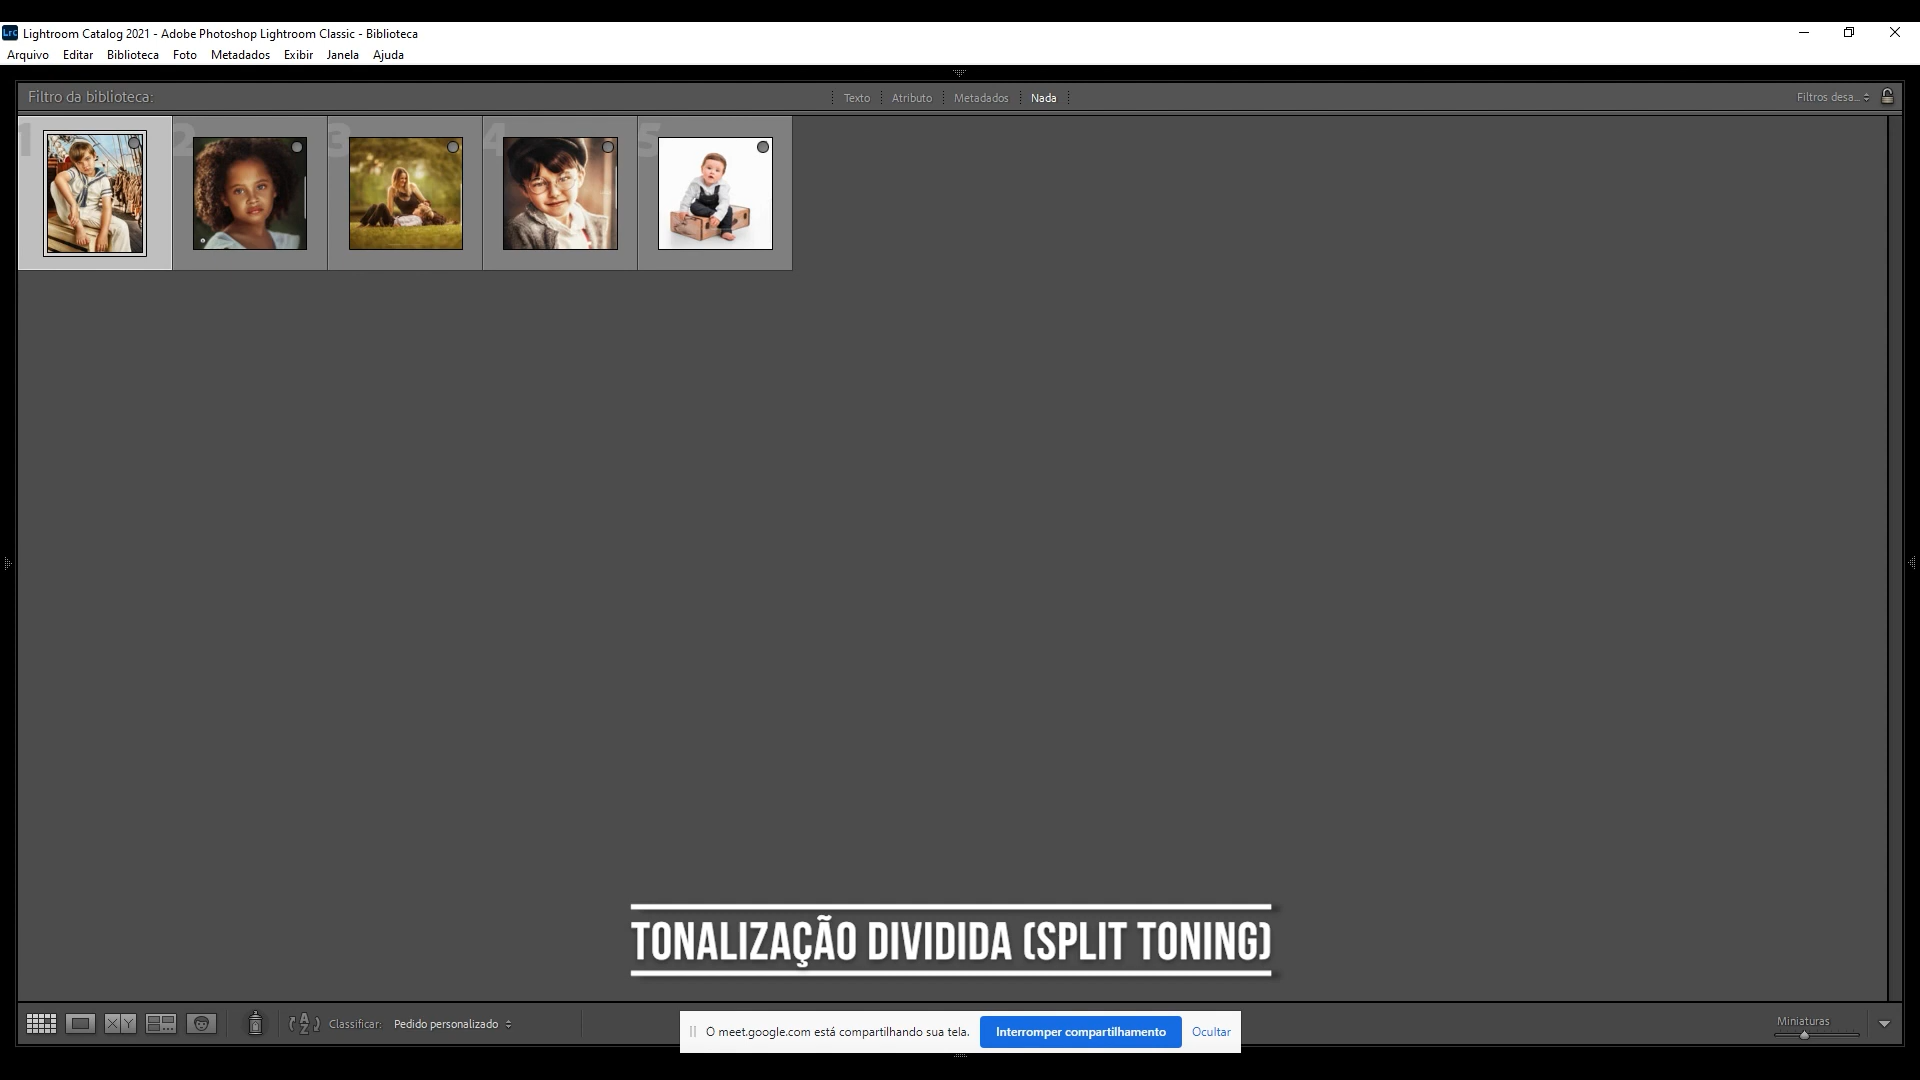 Lrc Lightroom Catalog 2021 - Adobe Photoshop Lightroom Classic - Biblioteca
Arquivo Editar Biblioteca Foto Metadados Exibir Janela Ajuda
Filtro da biblioteca: Texto Atributo Metadados Nada Filtros desa...
1 2 3 4 5
TONALIZAÇÃO DIVIDIDA (SPLIT TONING)
X Y A Z Classificar: Pedido personalizado Miniaturas
O meet.google.com está compartilhando sua tela. Interromper compartilhamento Ocultar